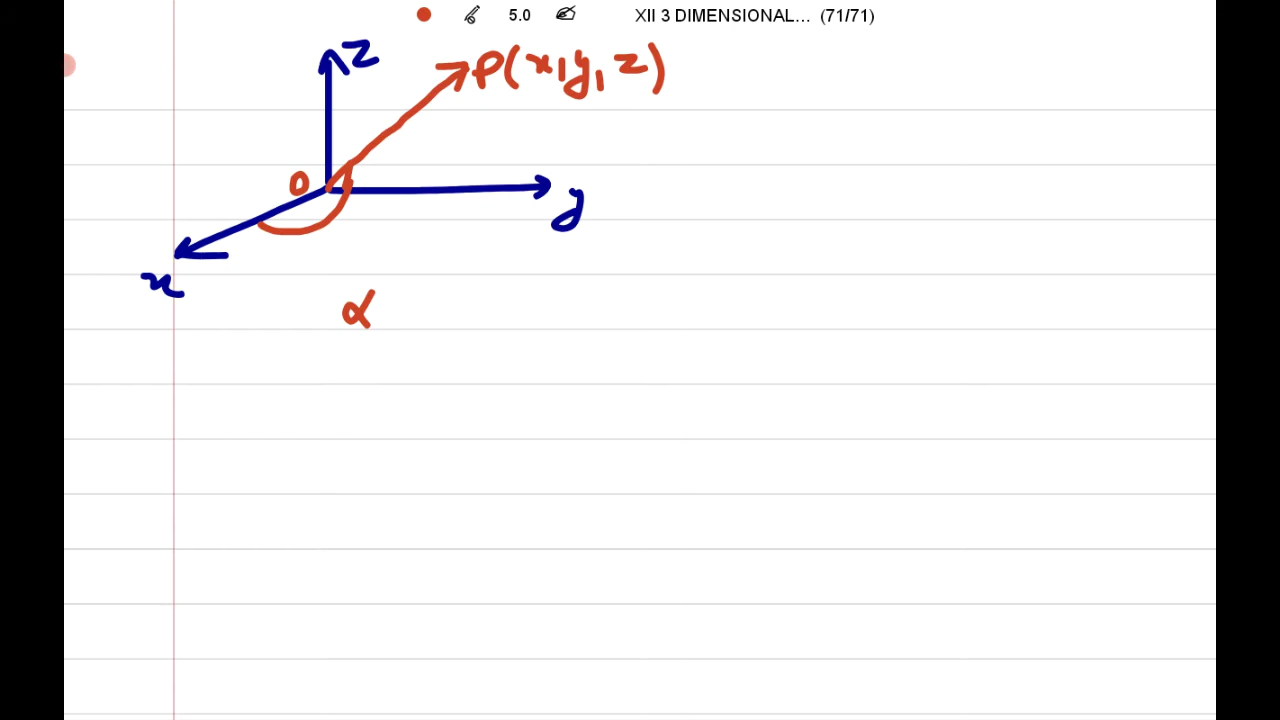 5.0 XII 3 DIMENSIONAL... (71/71)
z
P(x,y,z)
O
y
x
α